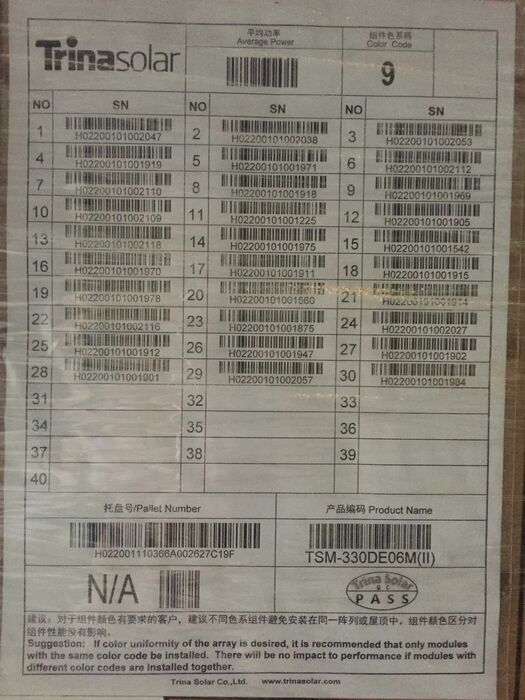 Trinasolar
平均功率
Average Power
组件色系码
Color Code
9
NO SN NO SN NO SN
1 H02200101002047 2 H02200101002038 3 H02200101002053
4 H02200101001919 5 H02200101001971 6 H02200101002112
7 H02200101002110 8 H02200101001918 9 H02200101001969
10 H02200101002109 11 H02200101001225 12 H02200101001905
13 H02200101002118 14 H02200101001975 15 H02200101001542
16 H02200101001970 17 H02200101001911 18 H02200101001915
19 H02200101001978 20 H02200101001560 21 H02200101001914
22 H02200101002116 23 H02200101001875 24 H02200101002027
25 H02200101001912 26 H02200101001947 27 H02200101001902
28 H02200101001901 29 H02200101002057 30 H02200101001984
31 32 33
34 35 36
37 38 39
40
托盘号/Pallet Number
H022001110366A002627C19F
产品编码 Product Name
TSM-330DE06M(II)
N/A
Trina Solar
QC
PASS
建议：对于组件颜色有要求的客户，建议不同色系组件避免安装在同一阵列或屋顶中。组件颜色区分对
组件性能没有影响。
Suggestion: If color uniformity of the array is desired, it is recommended that only modules
with the same color code be installed. There will be no impact to performance if modules with
different color codes are installed together.
Trina Solar Co.,Ltd. www.trinasolar.com